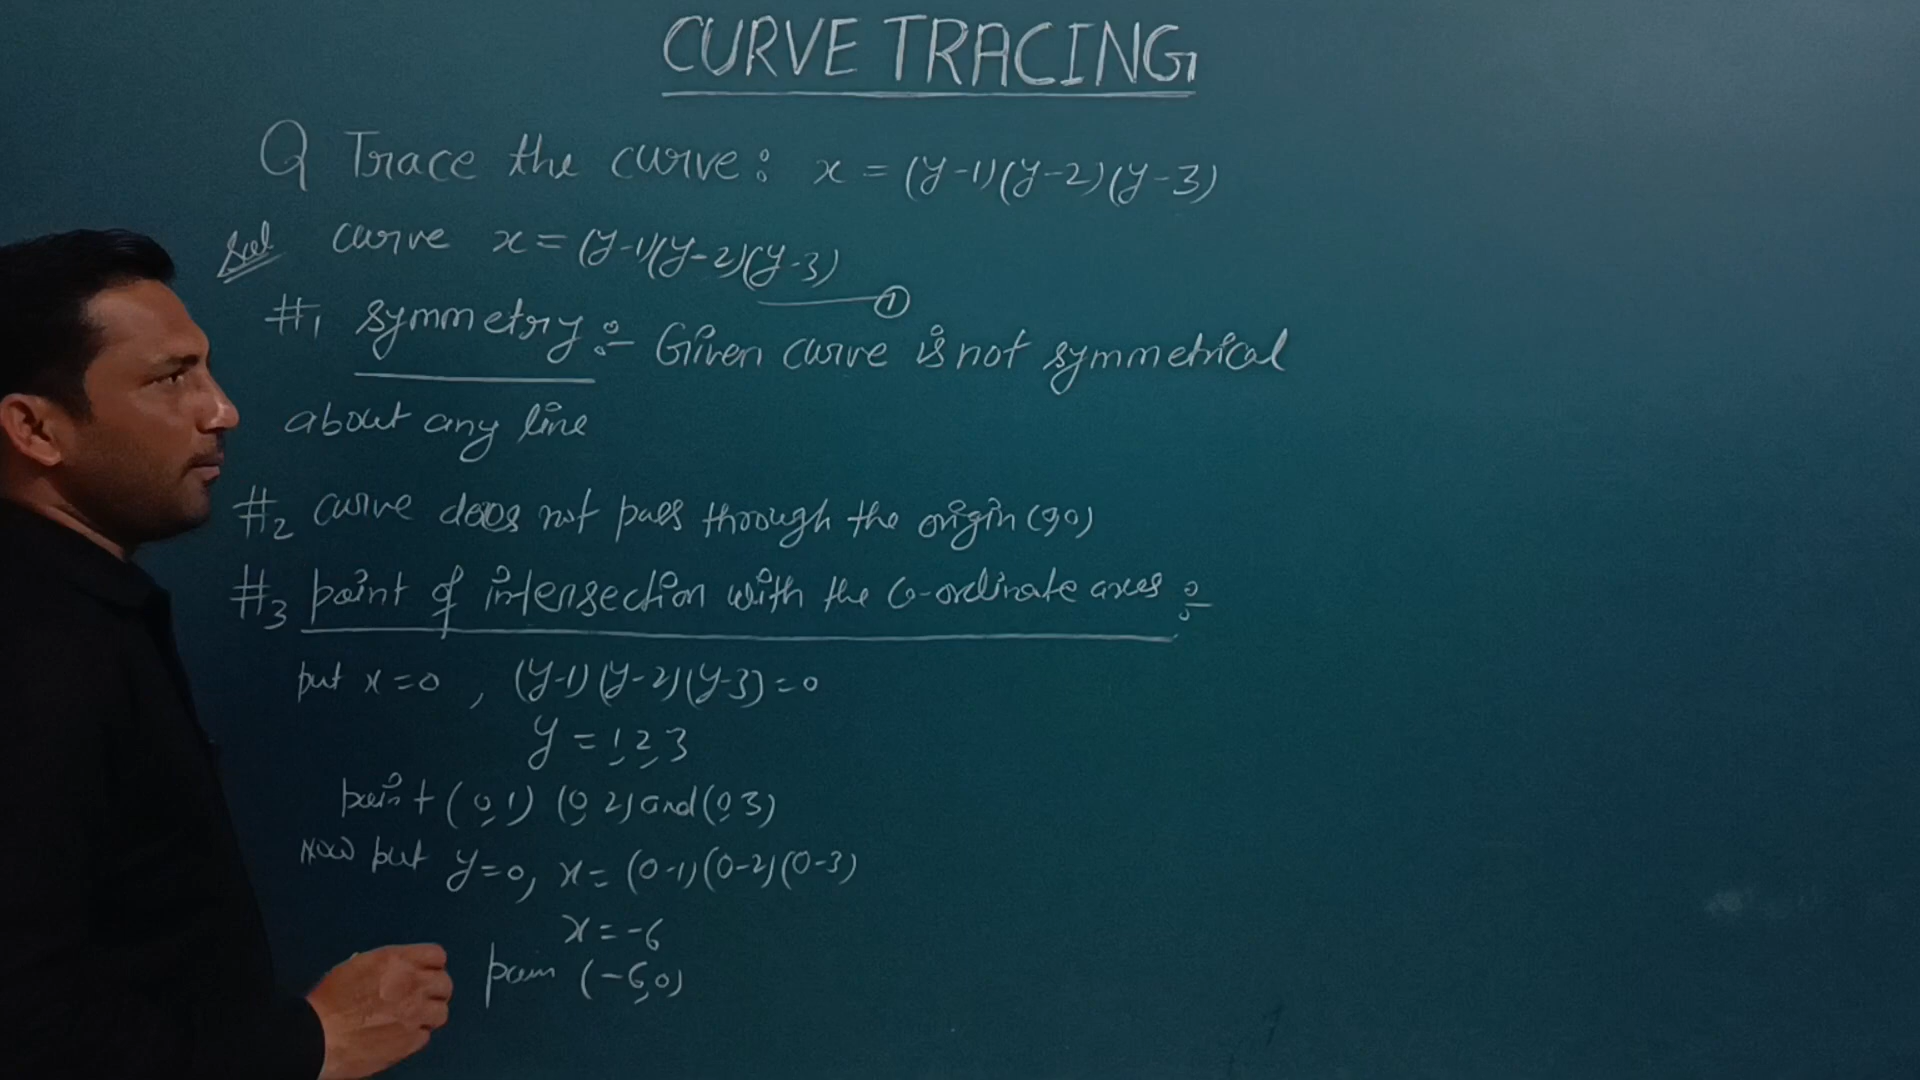 CURVE TRACING
Q Trace the curve: x = (y-1)(y-2)(y-3)
Sol curve x = (y-1)(y-2)(y-3) ①
#1 symmetry :- Given curve is not symmetrical
about any line
#2 curve does not pass through the origin (0,0)
#3 point of intersection with the co-ordinate axes :-
put x = 0 , (y-1)(y-2)(y-3) = 0
y = 1, 2, 3
point (0,1) (0,2) and (0,3)
Now put y=0, x = (0-1)(0-2)(0-3)
x = -6
poin (-6,0)